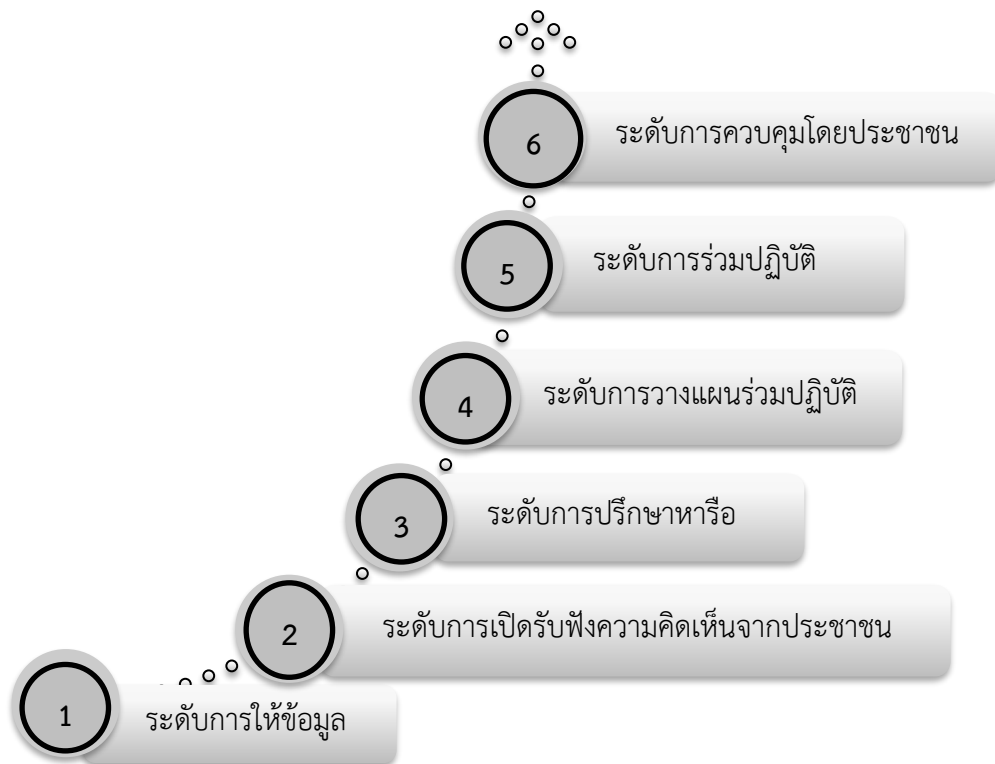 6 ระดับการควบคุมโดยประชาชน
5 ระดับการร่วมปฏิบัติ
4 ระดับการวางแผนร่วมปฏิบัติ
3 ระดับการปรึกษาหารือ
2 ระดับการเปิดรับฟังความคิดเห็นจากประชาชน
1 ระดับการให้ข้อมูล